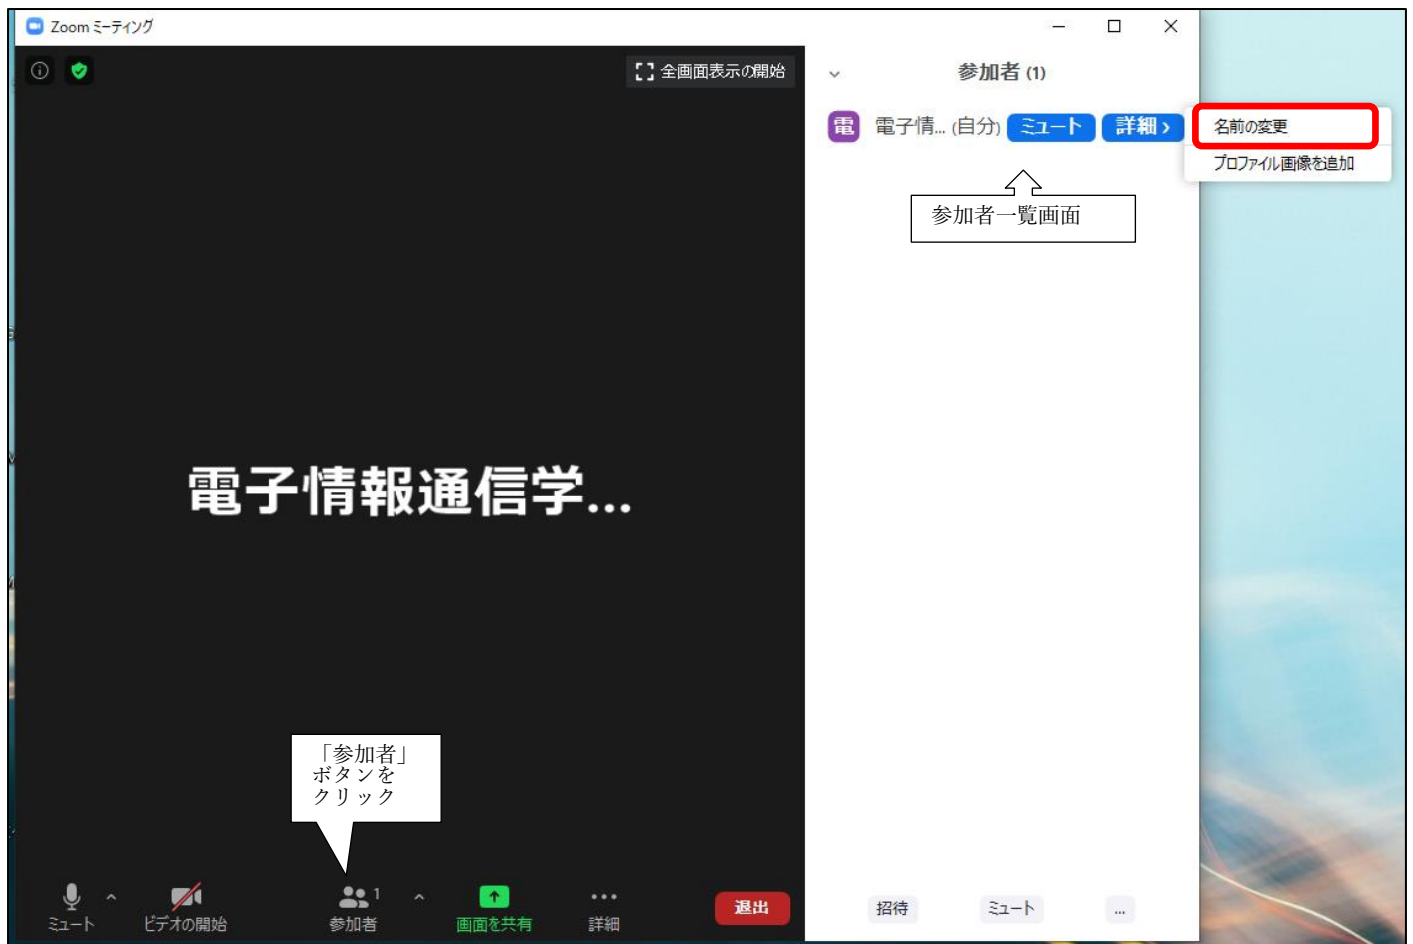 Zoom ミーティング
全画面表示の開始
参加者 (1)
電 電子情... (自分) ミュート 詳細 ›
名前の変更
プロファイル画像を追加
参加者一覧画面
電子情報通信学...
「参加者」
ボタンを
クリック
1
ミュート ビデオの開始 参加者 画面を共有 詳細 退出
招待 ミュート ...